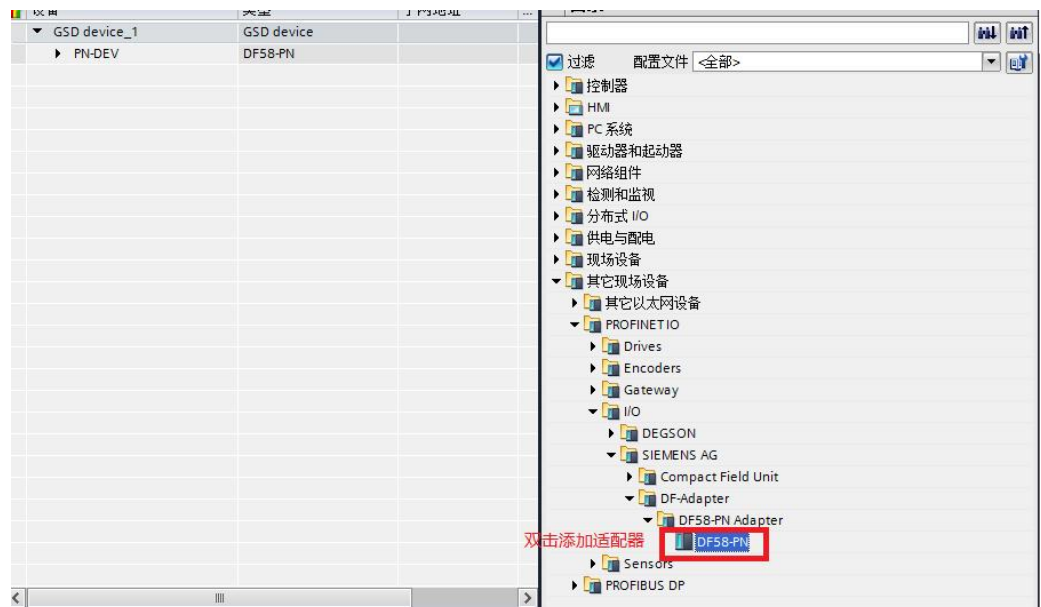 GSD device_1 GSD device
PN-DEV DF58-PN
过滤 配置文件 <全部>
控制器
HMI
PC 系统
驱动器和起动器
网络组件
检测和监视
分布式 I/O
供电与配电
现场设备
其它现场设备
其它以太网设备
PROFINET IO
Drives
Encoders
Gateway
I/O
DEGSON
SIEMENS AG
Compact Field Unit
DF-Adapter
DF58-PN Adapter
双击添加适配器 DF58-PN
Sensors
PROFIBUS DP